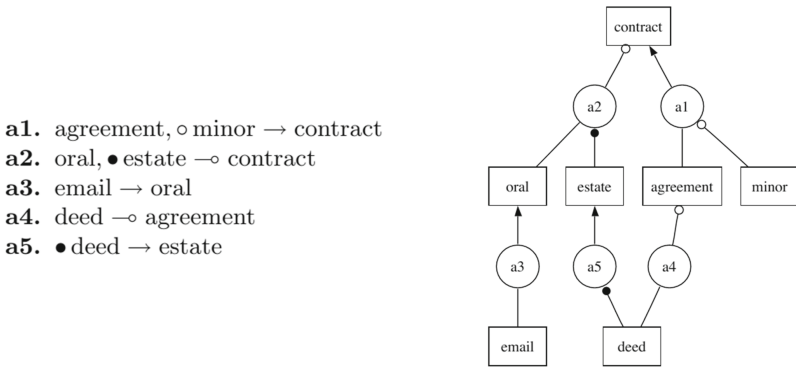 a1. agreement, ○ minor → contract
a2. oral, ● estate ⊸ contract
a3. email → oral
a4. deed ⊸ agreement
a5. ● deed → estate
contract
a2 a1
oral estate agreement minor
a3 a5 a4
email deed